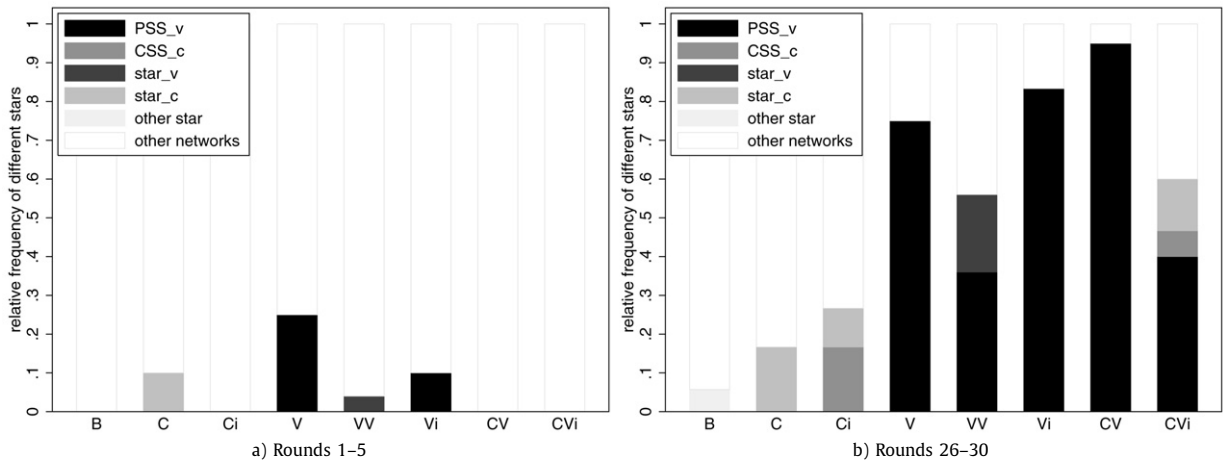 relative frequency of different stars
1
.9
.8
.7
.6
.5
.4
.3
.2
.1
0
PSS_v
CSS_c
star_v
star_c
other star
other networks
B C Ci V VV Vi CV CVi
a) Rounds 1–5
relative frequency of different stars
1
.9
.8
.7
.6
.5
.4
.3
.2
.1
0
PSS_v
CSS_c
star_v
star_c
other star
other networks
B C Ci V VV Vi CV CVi
b) Rounds 26–30